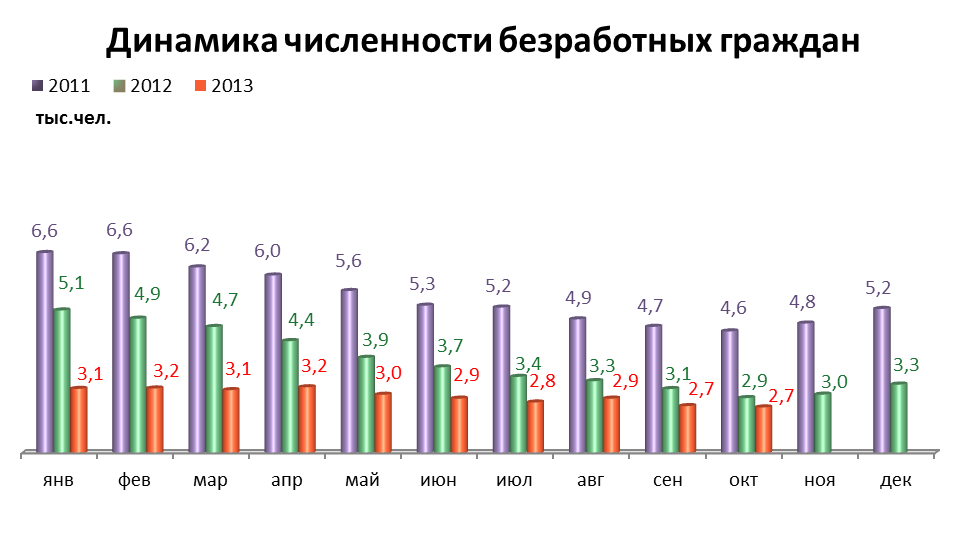 Динамика численности безработных граждан
2011 2012 2013
тыс.чел.
6,6 6,6 6,2 6,0 5,6 5,3 5,2 4,9 4,7 4,6 4,8 5,2
5,1 4,9 4,7 4,4 3,9 3,7 3,4 3,3 3,1 2,9 3,0 3,3
3,1 3,2 3,1 3,2 3,0 2,9 2,8 2,9 2,7 2,7
янв фев мар апр май июн июл авг сен окт ноя дек